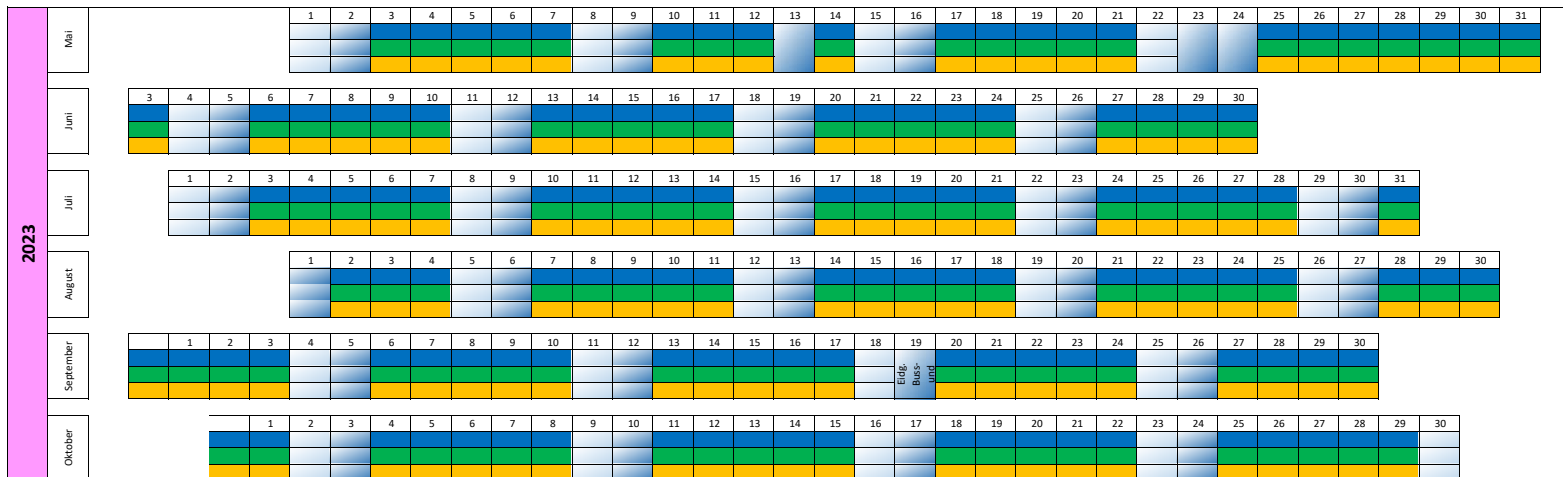 2023
Mai
1 2 3 4 5 6 7 8 9 10 11 12 13 14 15 16 17 18 19 20 21 22 23 24 25 26 27 28 29 30 31
Juni
3 4 5 6 7 8 9 10 11 12 13 14 15 16 17 18 19 20 21 22 23 24 25 26 27 28 29 30
Juli
1 2 3 4 5 6 7 8 9 10 11 12 13 14 15 16 17 18 19 20 21 22 23 24 25 26 27 28 29 30 31
August
1 2 3 4 5 6 7 8 9 10 11 12 13 14 15 16 17 18 19 20 21 22 23 24 25 26 27 28 29 30
September
1 2 3 4 5 6 7 8 9 10 11 12 13 14 15 16 17 18 19 20 21 22 23 24 25 26 27 28 29 30
Eidg.
Buss-
und
Oktober
1 2 3 4 5 6 7 8 9 10 11 12 13 14 15 16 17 18 19 20 21 22 23 24 25 26 27 28 29 30